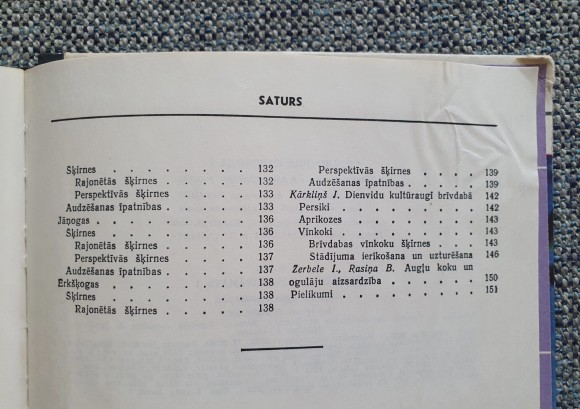 SATURS
Šķirnes . . . . . . . . 132
Rajonētās šķirnes . . . . . 132
Perspektīvās šķirnes . . . . 133
Audzēšanas īpatnības . . . . . 133
Jāņogas . . . . . . . . 136
Šķirnes . . . . . . . . 136
Rajonētās šķirnes . . . . . 136
Perspektīvās šķirnes . . . . 137
Audzēšanas īpatnības . . . . . 137
Ērkšķogas . . . . . . . . 138
Šķirnes . . . . . . . . 138
Rajonētās šķirnes . . . . . 138
Perspektīvās šķirnes . . . . 139
Audzēšanas īpatnības . . . . . 139
Kārkliņš J. Dienvidu kultūraugi brīvdabā 142
Persiki . . . . . . . . 142
Aprikozes . . . . . . . 143
Vīnkoki . . . . . . . . 143
Brīvdabas vīnkoku šķirnes . . . 143
Stādījuma ierīkošana un uzturēšana 146
Zerbele I., Rasiņa B. Augļu koku un
ogulāju aizsardzība . . . . . . 150
Pielikumi . . . . . . . . 151